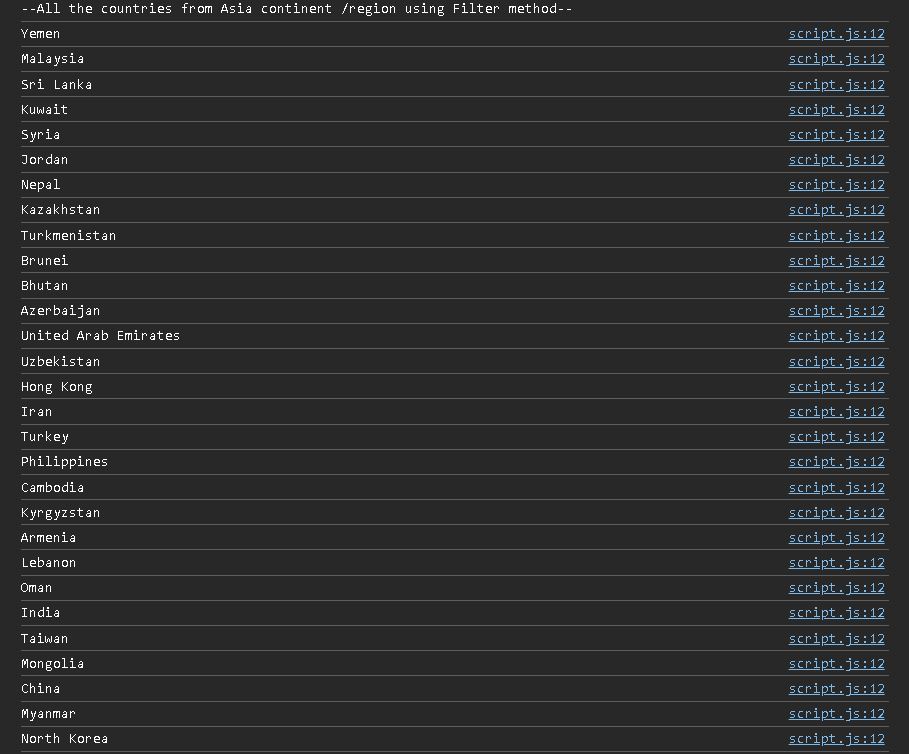 --All the countries from Asia continent /region using Filter method--
Yemen script.js:12
Malaysia script.js:12
Sri Lanka script.js:12
Kuwait script.js:12
Syria script.js:12
Jordan script.js:12
Nepal script.js:12
Kazakhstan script.js:12
Turkmenistan script.js:12
Brunei script.js:12
Bhutan script.js:12
Azerbaijan script.js:12
United Arab Emirates script.js:12
Uzbekistan script.js:12
Hong Kong script.js:12
Iran script.js:12
Turkey script.js:12
Philippines script.js:12
Cambodia script.js:12
Kyrgyzstan script.js:12
Armenia script.js:12
Lebanon script.js:12
Oman script.js:12
India script.js:12
Taiwan script.js:12
Mongolia script.js:12
China script.js:12
Myanmar script.js:12
North Korea script.js:12